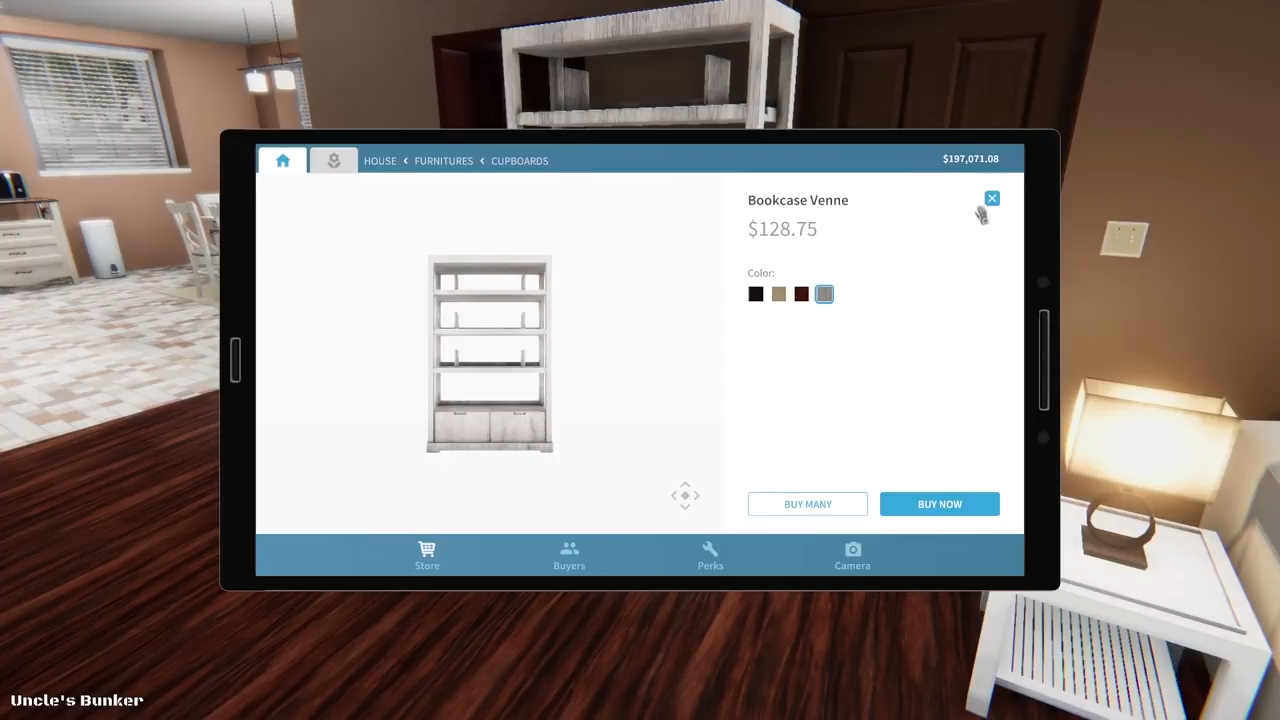 HOUSE < FURNITURES < CUPBOARDS
$197,071.08
Bookcase Venne
$128.75
Color:
BUY MANY
BUY NOW
Store
Buyers
Perks
Camera
Uncle's Bunker